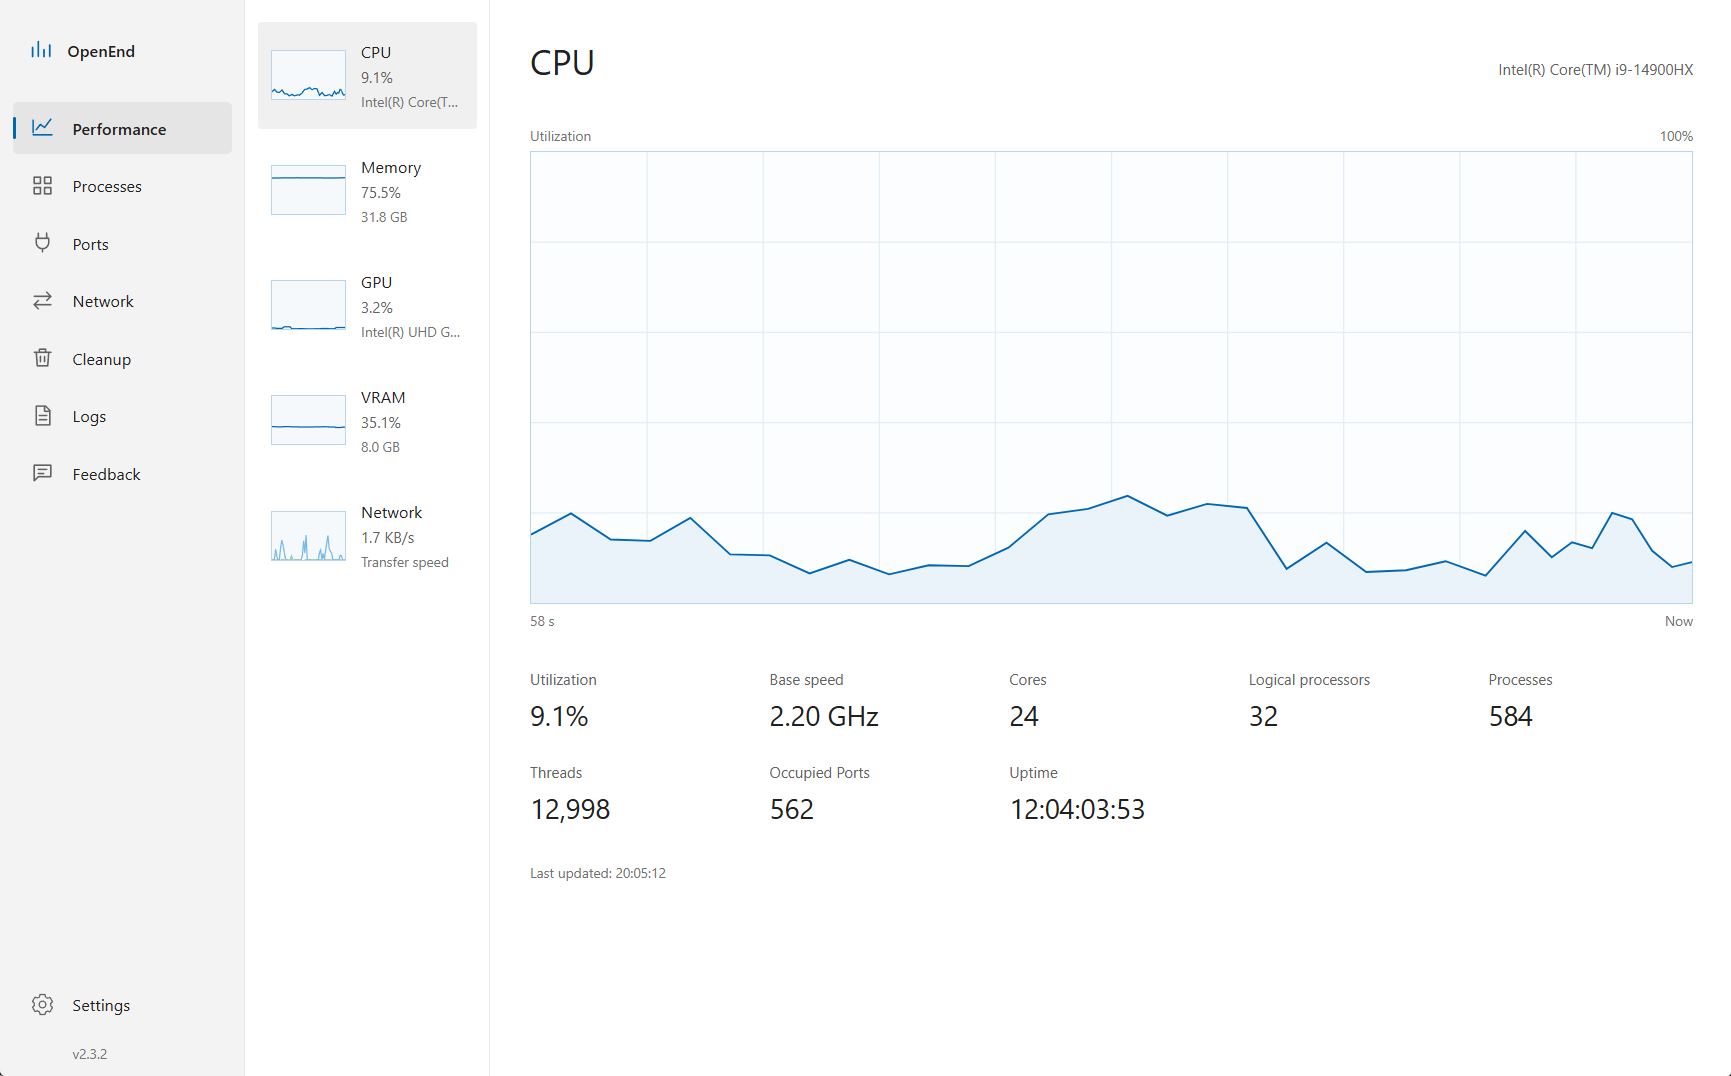 OpenEnd
Performance
Processes
Ports
Network
Cleanup
Logs
Feedback
Settings
v2.3.2
CPU
9.1%
Intel(R) Core(T...
Memory
75.5%
31.8 GB
GPU
3.2%
Intel(R) UHD G...
VRAM
35.1%
8.0 GB
Network
1.7 KB/s
Transfer speed
CPU
Intel(R) Core(TM) i9-14900HX
Utilization 100%
58 s Now
Utilization Base speed Cores Logical processors Processes
9.1% 2.20 GHz 24 32 584
Threads Occupied Ports Uptime
12,998 562 12:04:03:53
Last updated: 20:05:12